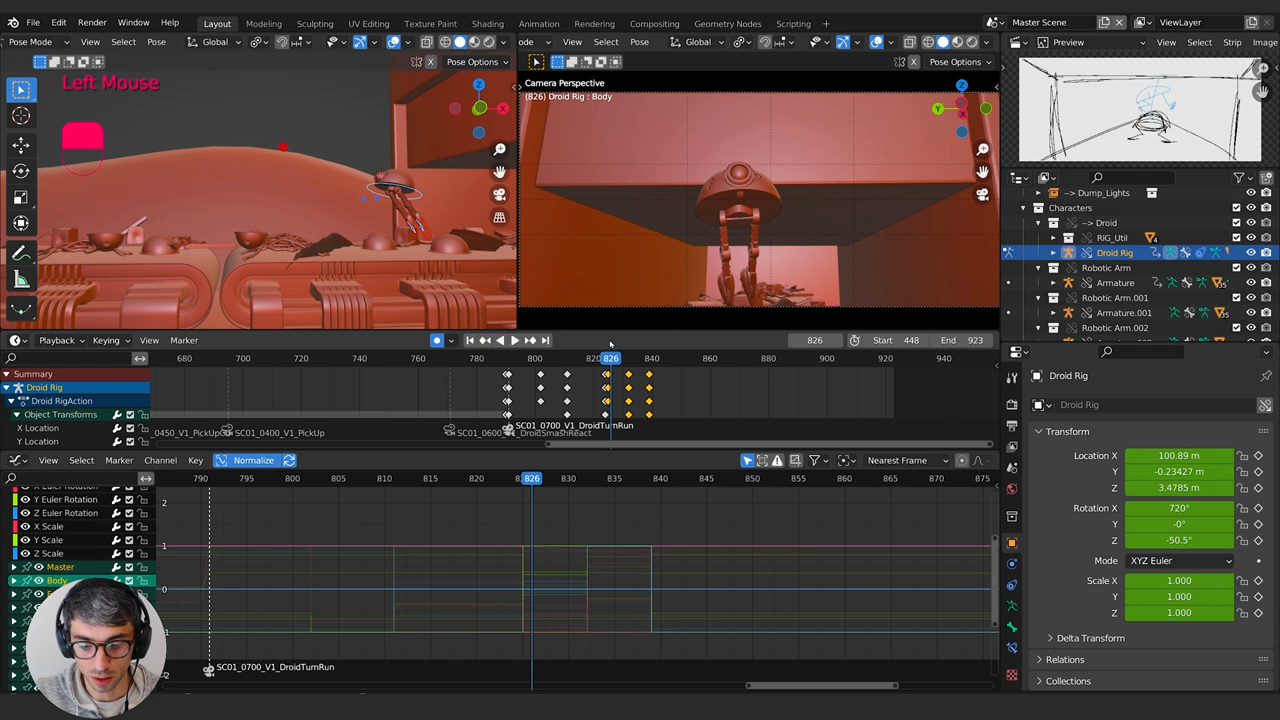 File Edit Render Window Help Layout Modeling Sculpting UV Editing Texture Paint Shading Animation Rendering Compositing Geometry Nodes Scripting + Master Scene ViewLayer
Pose Mode View Select Pose Global ode View Select Pose Global Preview View Select Strip Image
X Pose Options X Pose Options
Left Mouse
Z X
Camera Perspective
(826) Droid Rig : Body
Z Y X
--> Dump_Lights
Characters
--> Droid
RIG_Util 4
Droid Rig
Robotic Arm
Armature
Robotic Arm.001
Armature.001
Robotic Arm.002
Playback Keying View Marker 826 Start 448 End 923
680 700 720 740 760 780 800 820 826 840 860 880 900 920 940
Summary
Droid Rig
Droid RigAction
Object Transforms
X Location
Y Location
_0450_V1_PickUp SC01_0400_V1_PickUp SC01_0600_V1_DroidSmashReact SC01_0700_V1_DroidTurnRun
View Select Marker Channel Key Normalize Nearest Frame
790 795 800 805 810 815 820 826 830 835 840 845 850 855 860 865 870 875
Y Euler Rotation
Z Euler Rotation
X Scale
Y Scale
Z Scale
Master
Body
2
1
0
SC01_0700_V1_DroidTurnRun
Droid Rig
Droid Rig
Transform
Location X 100.89 m
Y -0.23427 m
Z 3.4785 m
Rotation X 720°
Y -0°
Z -50.5°
Mode XYZ Euler
Scale X 1.000
Y 1.000
Z 1.000
Delta Transform
Relations
Collections